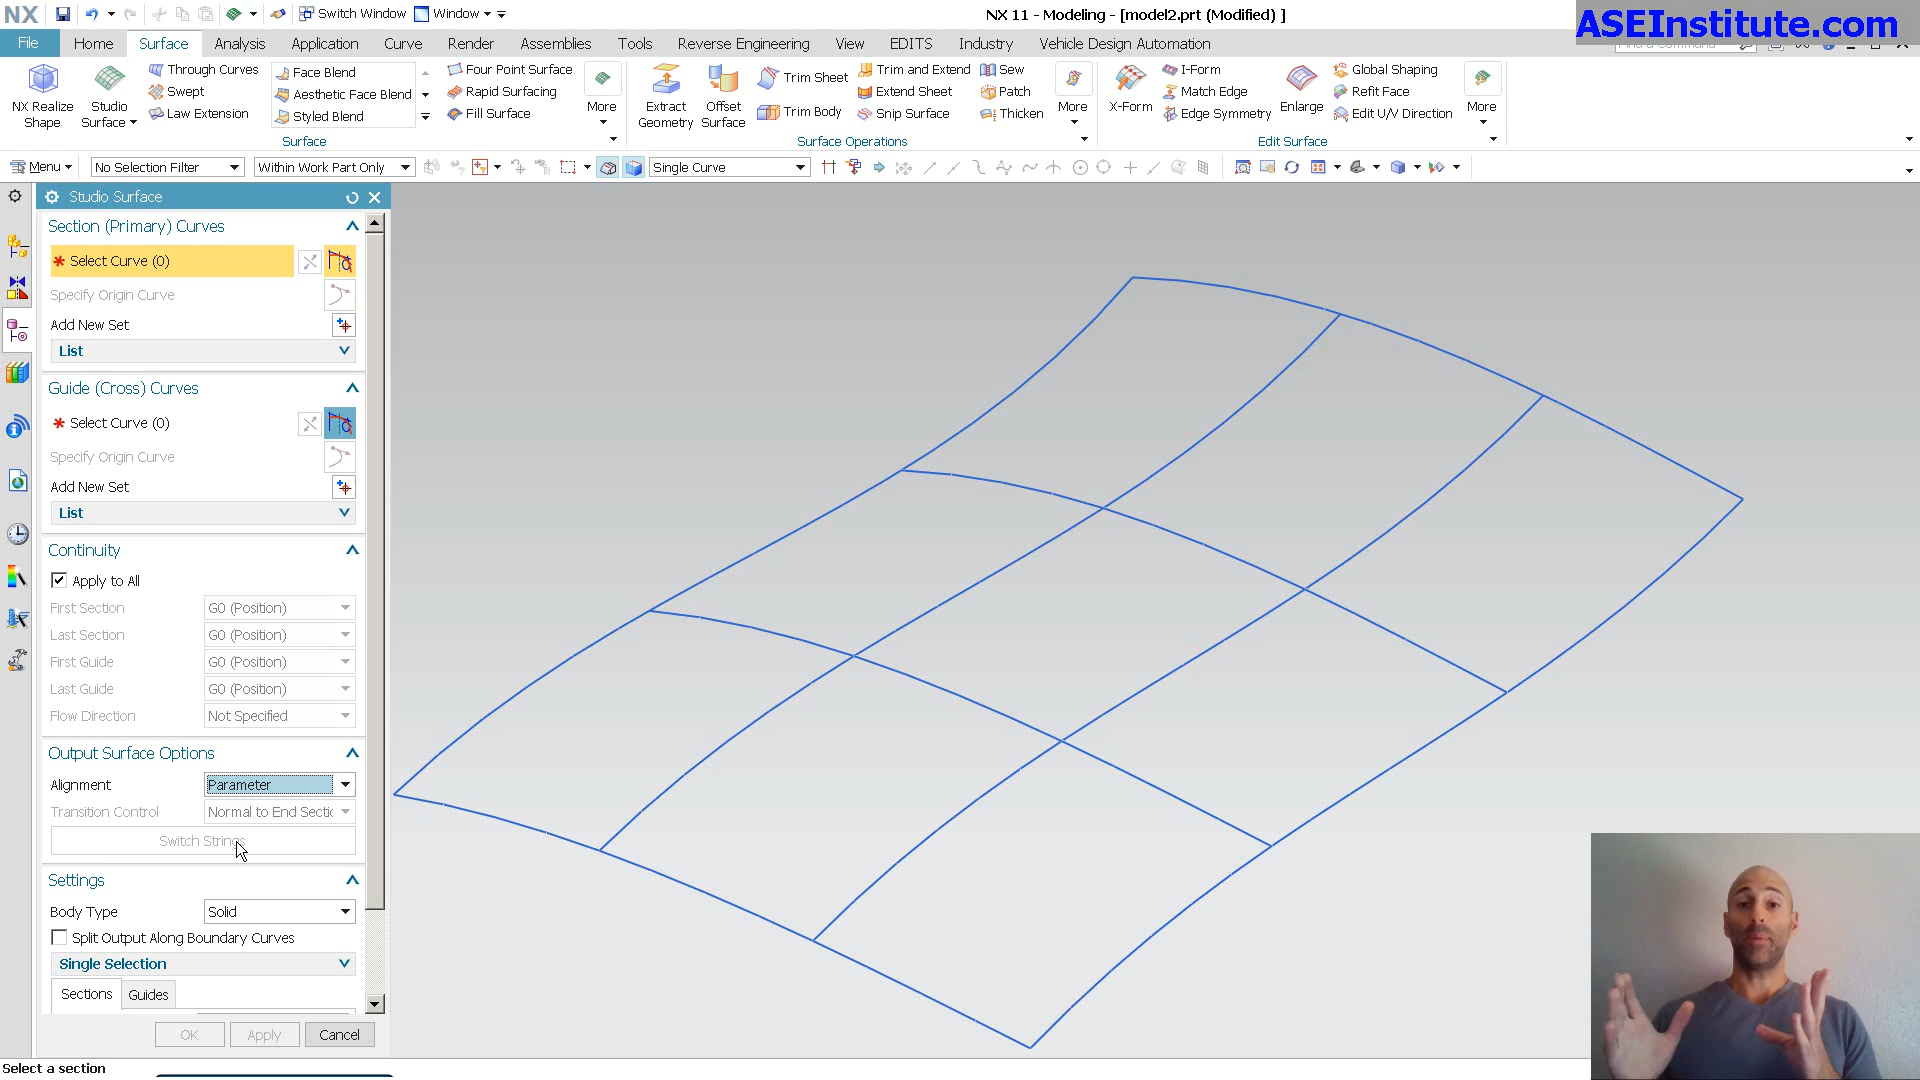 NX
Switch Window
Window
NX 11 - Modeling - [model2.prt (Modified) ]
ASEInstitute.com
File
Home
Surface
Analysis
Application
Curve
Render
Assemblies
Tools
Reverse Engineering
View
EDITS
Industry
Vehicle Design Automation
NX Realize Shape
Studio Surface
Through Curves
Swept
Law Extension
Face Blend
Aesthetic Face Blend
Styled Blend
Four Point Surface
Rapid Surfacing
Fill Surface
More
Surface
Extract Geometry
Offset Surface
Trim Sheet
Trim Body
Trim and Extend
Extend Sheet
Snip Surface
Sew
Patch
Thicken
More
Surface Operations
X-Form
I-Form
Match Edge
Edge Symmetry
Enlarge
Global Shaping
Refit Face
Edit U/V Direction
More
Edit Surface
Menu
No Selection Filter
Within Work Part Only
Single Curve
Studio Surface
Section (Primary) Curves
* Select Curve (0)
Specify Origin Curve
Add New Set
List
Guide (Cross) Curves
* Select Curve (0)
Specify Origin Curve
Add New Set
List
Continuity
Apply to All
First Section G0 (Position)
Last Section G0 (Position)
First Guide G0 (Position)
Last Guide G0 (Position)
Flow Direction Not Specified
Output Surface Options
Alignment Parameter
Transition Control Normal to End Sectic
Switch Strings
Settings
Body Type Solid
Split Output Along Boundary Curves
Single Selection
Sections Guides
OK Apply Cancel
Select a section